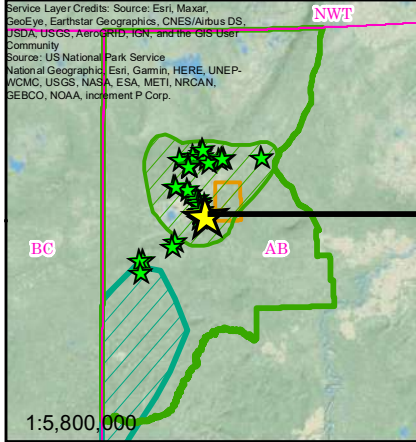 Service Layer Credits: Source: Esri, Maxar,
GeoEye, Earthstar Geographics, CNES/Airbus DS,
USDA, USGS, AeroGRID, IGN, and the GIS User
Community
Source: US National Park Service
National Geographic, Esri, Garmin, HERE, UNEP-
WCMC, USGS, NASA, ESA, METI, NRCAN,
GEBCO, NOAA, increment P Corp.
NWT
BC
AB
1:5,800,000